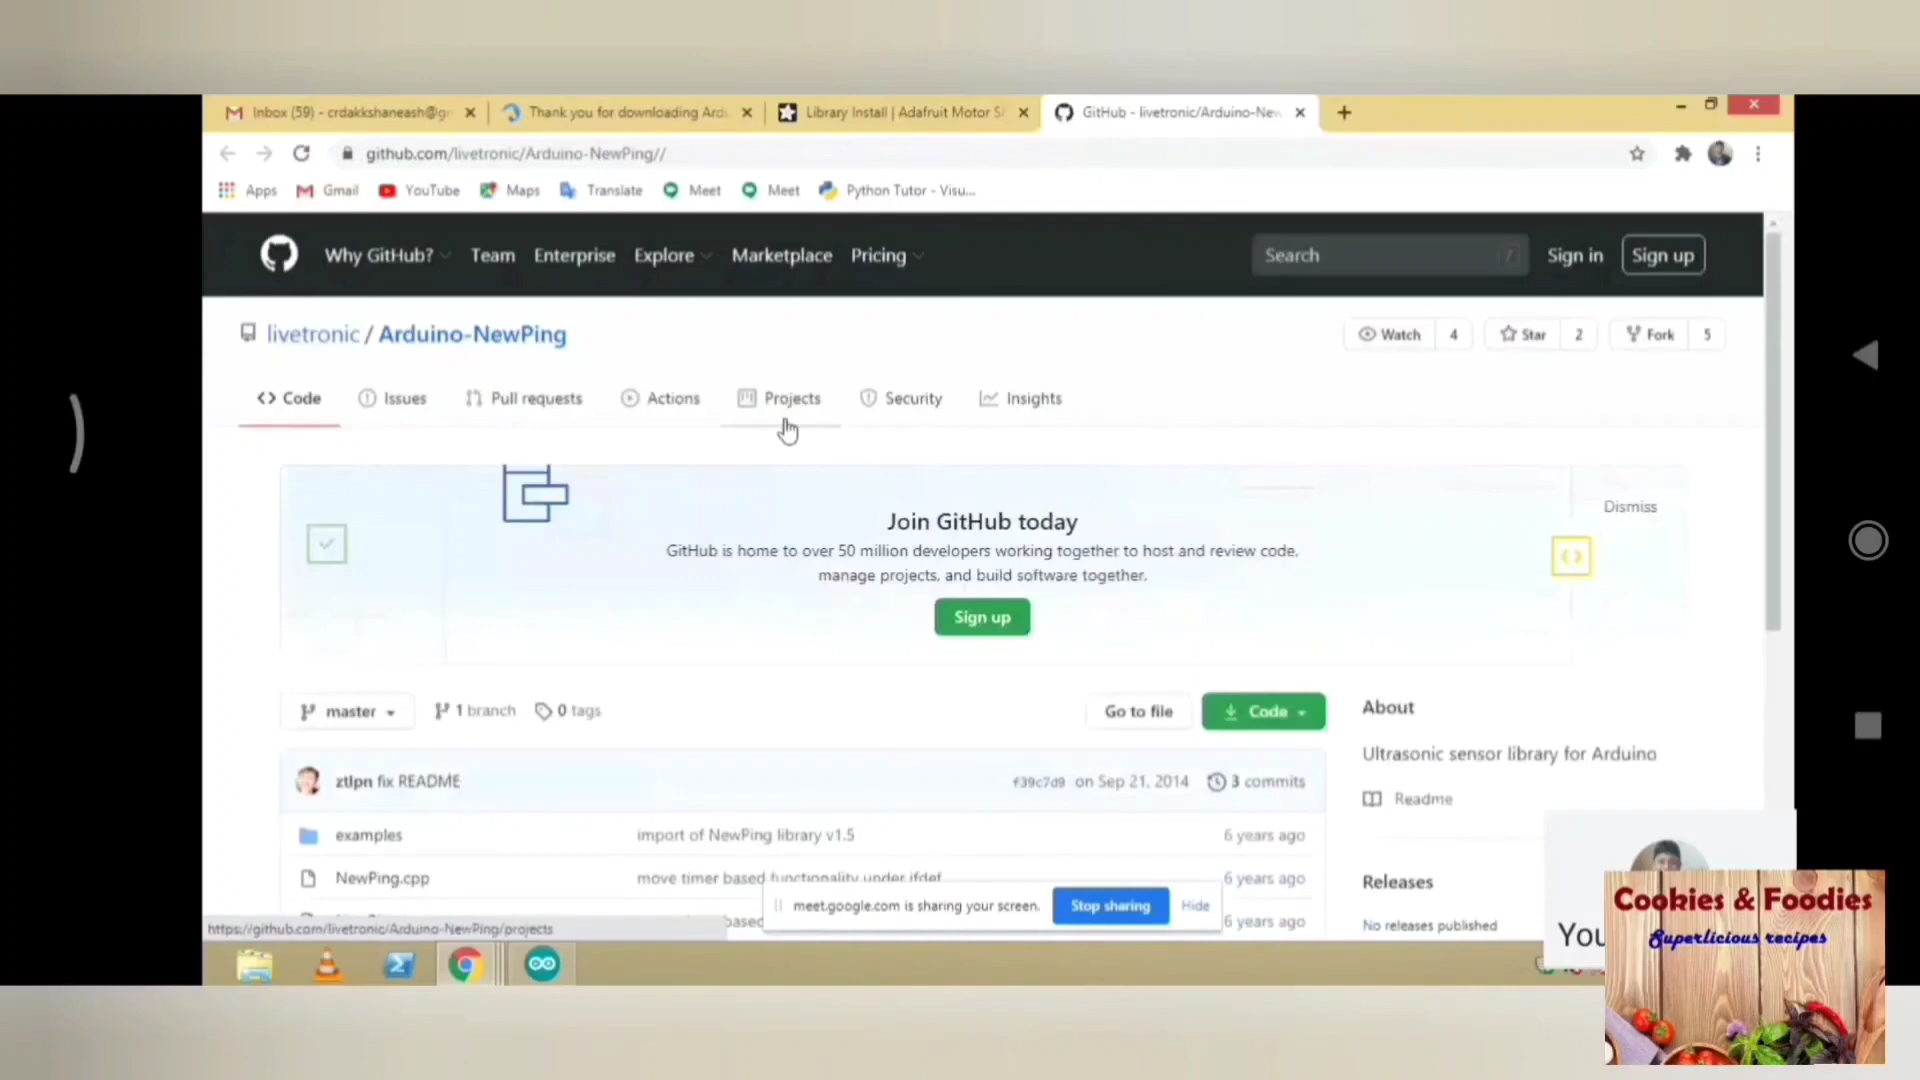 Inbox (59) - crdakkshaneash@g
Thank you for downloading Ard
Library Install | Adafruit Motor S
GitHub - livetronic/Arduino-New
github.com/livetronic/Arduino-NewPing//
Apps Gmail YouTube Maps Translate Meet Meet Python Tutor - Visu...
Why GitHub? Team Enterprise Explore Marketplace Pricing Search / Sign in Sign up
livetronic / Arduino-NewPing
Watch 4 Star 2 Fork 5
Code Issues Pull requests Actions Projects Security Insights
Join GitHub today
Dismiss
GitHub is home to over 50 million developers working together to host and review code,
manage projects, and build software together.
Sign up
master 1 branch 0 tags Go to file Code
About
Ultrasonic sensor library for Arduino
Readme
ztlpn fix README f39c7d9 on Sep 21, 2014 3 commits
examples import of NewPing library v1.5 6 years ago
NewPing.cpp move timer based functionality under ifdef 6 years ago
6 years ago
Releases
No releases published
meet.google.com is sharing your screen. Stop sharing Hide
https://github.com/livetronic/Arduino-NewPing/projects
You
Cookies & Foodies
Superlicious recipes